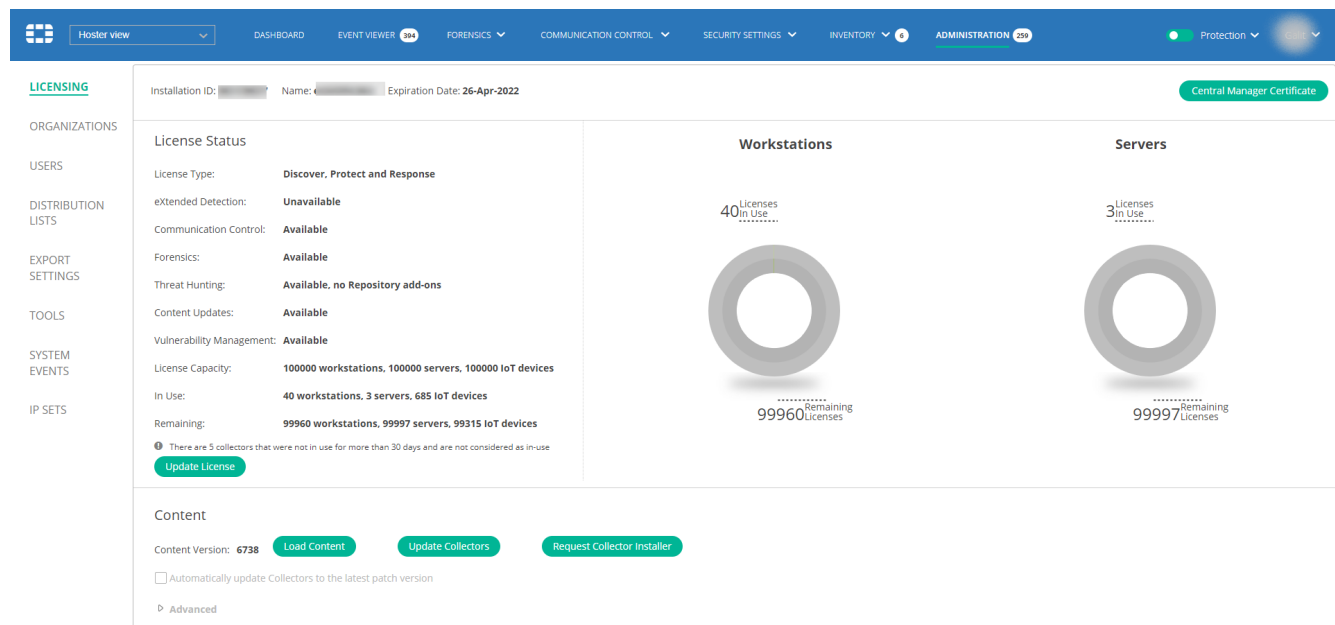 Hoster view
DASHBOARD
EVENT VIEWER 394
FORENSICS
COMMUNICATION CONTROL
SECURITY SETTINGS
INVENTORY 6
ADMINISTRATION 259
Protection
LICENSING
ORGANIZATIONS
USERS
DISTRIBUTION
LISTS
EXPORT
SETTINGS
TOOLS
SYSTEM
EVENTS
IP SETS
Installation ID: Name: Expiration Date: 26-Apr-2022
Central Manager Certificate
License Status
License Type: Discover, Protect and Response
eXtended Detection: Unavailable
Communication Control: Available
Forensics: Available
Threat Hunting: Available, no Repository add-ons
Content Updates: Available
Vulnerability Management: Available
License Capacity: 100000 workstations, 100000 servers, 100000 IoT devices
In Use: 40 workstations, 3 servers, 685 IoT devices
Remaining: 99960 workstations, 99997 servers, 99315 IoT devices
There are 5 collectors that were not in use for more than 30 days and are not considered as in-use
Update License
Workstations
40 Licenses
In Use
99960 Remaining
Licenses
Servers
3 Licenses
In Use
99997 Remaining
Licenses
Content
Content Version: 6738
Load Content
Update Collectors
Request Collector Installer
Automatically update Collectors to the latest patch version
Advanced